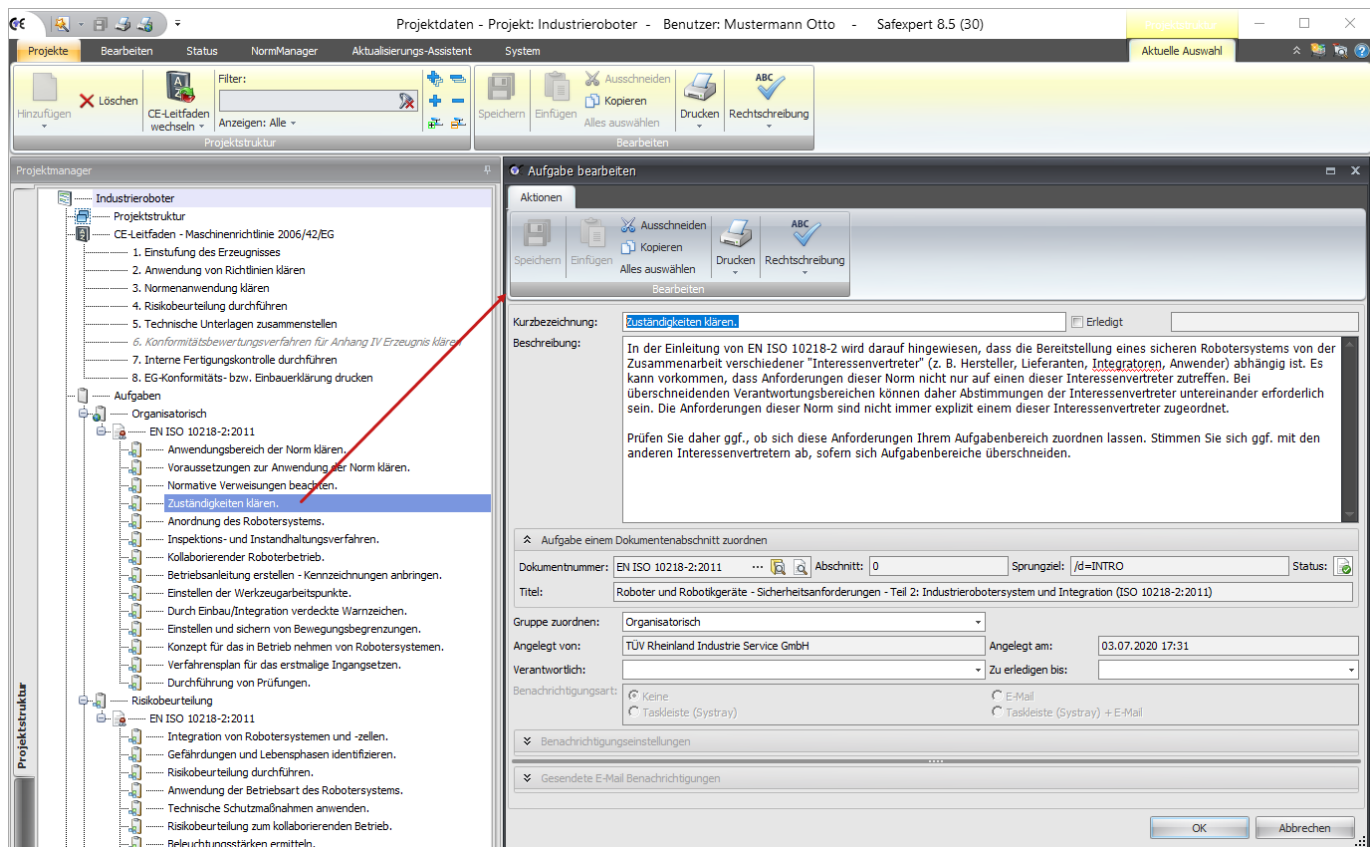 Projektdaten - Projekt: Industrieroboter - Benutzer: Mustermann Otto - Safexpert 8.5 (30)
Projekte Bearbeiten Status NormManager Aktualisierungs-Assistent System Aktuelle Auswahl
Hinzufügen
Löschen
CE-Leitfaden
wechseln
Filter:
Anzeigen: Alle
Projektstruktur
Speichern
Einfügen
Ausschneiden
Kopieren
Alles auswählen
Drucken
ABC
Rechtschreibung
Bearbeiten
Projektmanager
Projektstruktur
Industrieroboter
Projektstruktur
CE-Leitfaden - Maschinenrichtlinie 2006/42/EG
1. Einstufung des Erzeugnisses
2. Anwendung von Richtlinien klären
3. Normenanwendung klären
4. Risikobeurteilung durchführen
5. Technische Unterlagen zusammenstellen
6. Konformitätsbewertungsverfahren für Anhang IV Erzeugnis klären
7. Interne Fertigungskontrolle durchführen
8. EG-Konformitäts- bzw. Einbauerklärung drucken
Aufgaben
Organisatorisch
EN ISO 10218-2:2011
Anwendungsbereich der Norm klären.
Voraussetzungen zur Anwendung der Norm klären.
Normative Verweisungen beachten.
Zuständigkeiten klären.
Anordnung des Robotersystems.
Inspektions- und Instandhaltungsverfahren.
Kollaborierender Roboterbetrieb.
Betriebsanleitung erstellen - Kennzeichnungen anbringen.
Einstellen der Werkzeugarbeitspunkte.
Durch Einbau/Integration verdeckte Warnzeichen.
Einstellen und sichern von Bewegungsbegrenzungen.
Konzept für das in Betrieb nehmen von Robotersystemen.
Verfahrensplan für das erstmalige Ingangsetzen.
Durchführung von Prüfungen.
Risikobeurteilung
EN ISO 10218-2:2011
Integration von Robotersystemen und -zellen.
Gefährdungen und Lebensphasen identifizieren.
Risikobeurteilung durchführen.
Anwendung der Betriebsart des Robotersystems.
Technische Schutzmaßnahmen anwenden.
Risikobeurteilung zum kollaborierenden Betrieb.
Beleuchtungsstärken ermitteln.
Aufgabe bearbeiten
Aktionen
Speichern
Einfügen
Ausschneiden
Kopieren
Alles auswählen
Drucken
ABC
Rechtschreibung
Bearbeiten
Kurzbezeichnung: Zuständigkeiten klären. Erledigt
Beschreibung:
In der Einleitung von EN ISO 10218-2 wird darauf hingewiesen, dass die Bereitstellung eines sicheren Robotersystems von der
Zusammenarbeit verschiedener "Interessenvertreter" (z. B. Hersteller, Lieferanten, Integratoren, Anwender) abhängig ist. Es
kann vorkommen, dass Anforderungen dieser Norm nicht nur auf einen dieser Interessenvertreter zutreffen. Bei
überschneidenden Verantwortungsbereichen können daher Abstimmungen der Interessenvertreter untereinander erforderlich
sein. Die Anforderungen dieser Norm sind nicht immer explizit einem dieser Interessenvertreter zugeordnet.
Prüfen Sie daher ggf., ob sich diese Anforderungen Ihrem Aufgabenbereich zuordnen lassen. Stimmen Sie sich ggf. mit den
anderen Interessenvertretern ab, sofern sich Aufgabenbereiche überschneiden.
Aufgabe einem Dokumentenabschnitt zuordnen
Dokumentnummer: EN ISO 10218-2:2011 ... Abschnitt: 0 Sprungziel: /d=INTRO Status:
Titel: Roboter und Robotikgeräte - Sicherheitsanforderungen - Teil 2: Industrierobotersystem und Integration (ISO 10218-2:2011)
Gruppe zuordnen: Organisatorisch
Angelegt von: TÜV Rheinland Industrie Service GmbH Angelegt am: 03.07.2020 17:31
Verantwortlich: Zu erledigen bis:
Benachrichtigungsart: Keine E-Mail
Taskleiste (Systray) Taskleiste (Systray) + E-Mail
Benachrichtigungseinstellungen
Gesendete E-Mail Benachrichtigungen
OK Abbrechen